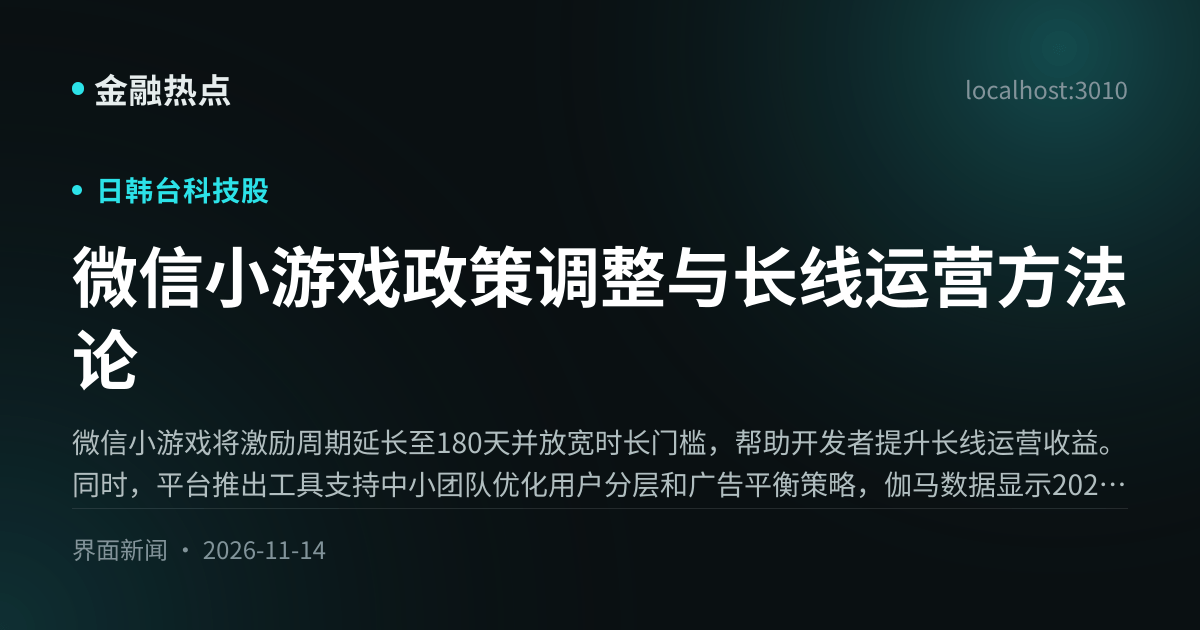 金融热点
localhost:3010
日韩台科技股
微信小游戏政策调整与长线运营方法
论
微信小游戏将激励周期延长至180天并放宽时长门槛，帮助开发者提升长线运营收益。
同时，平台推出工具支持中小团队优化用户分层和广告平衡策略，伽马数据显示202…
界面新闻 • 2026-11-14